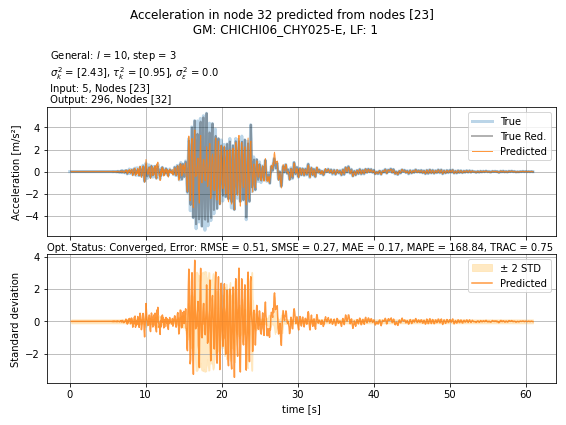 Acceleration in node 32 predicted from nodes [23]
GM: CHICHI06_CHY025-E, LF: 1
General: l = 10, step = 3
σ²ₖ = [2.43], τ²ₖ = [0.95], σ²ε = 0.0
Input: 5, Nodes [23]
Output: 296, Nodes [32]
Acceleration [m/s²]
4
2
0
−2
−4
True
True Red.
Predicted
Opt. Status: Converged, Error: RMSE = 0.51, SMSE = 0.27, MAE = 0.17, MAPE = 168.84, TRAC = 0.75
Standard deviation
4
2
0
−2
± 2 STD
Predicted
0 10 20 30 40 50 60
time [s]